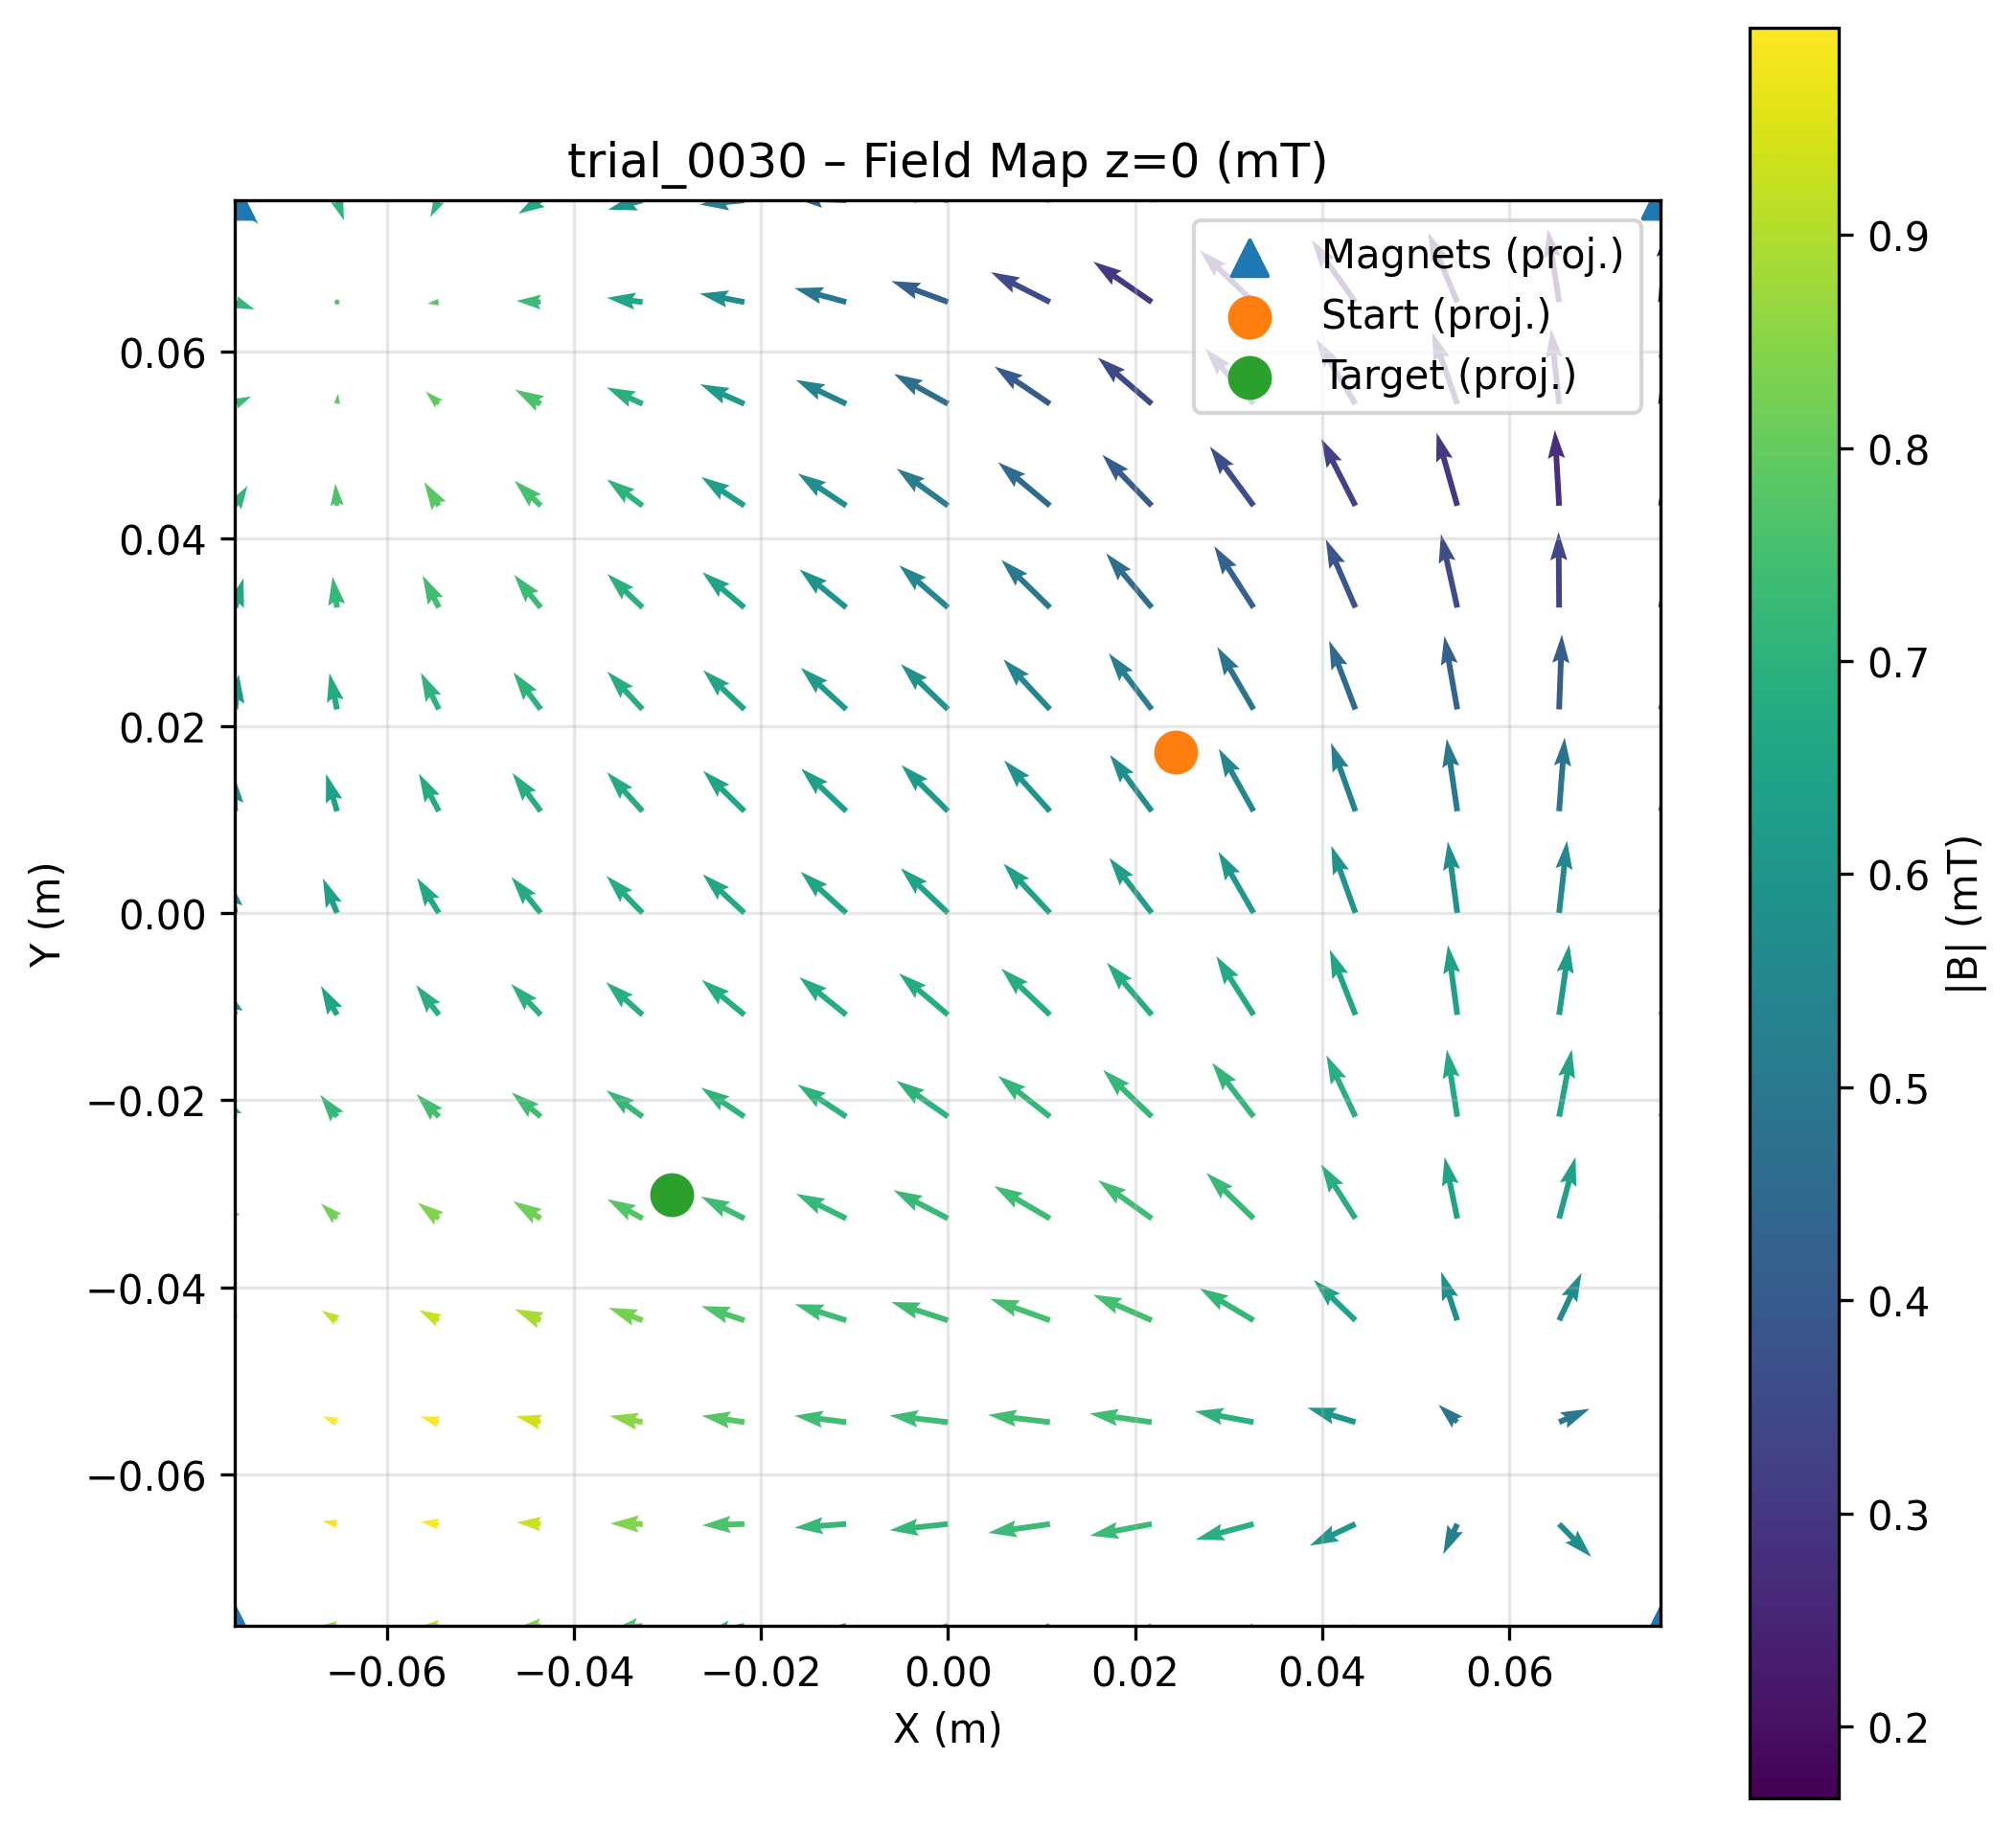 trial_0030 – Field Map z=0 (mT)
Magnets (proj.)
Start (proj.)
Target (proj.)
0.06
0.04
0.02
0.00
−0.02
−0.04
−0.06
Y (m)
−0.06 −0.04 −0.02 0.00 0.02 0.04 0.06
X (m)
0.9
0.8
0.7
0.6
0.5
0.4
0.3
0.2
|B| (mT)